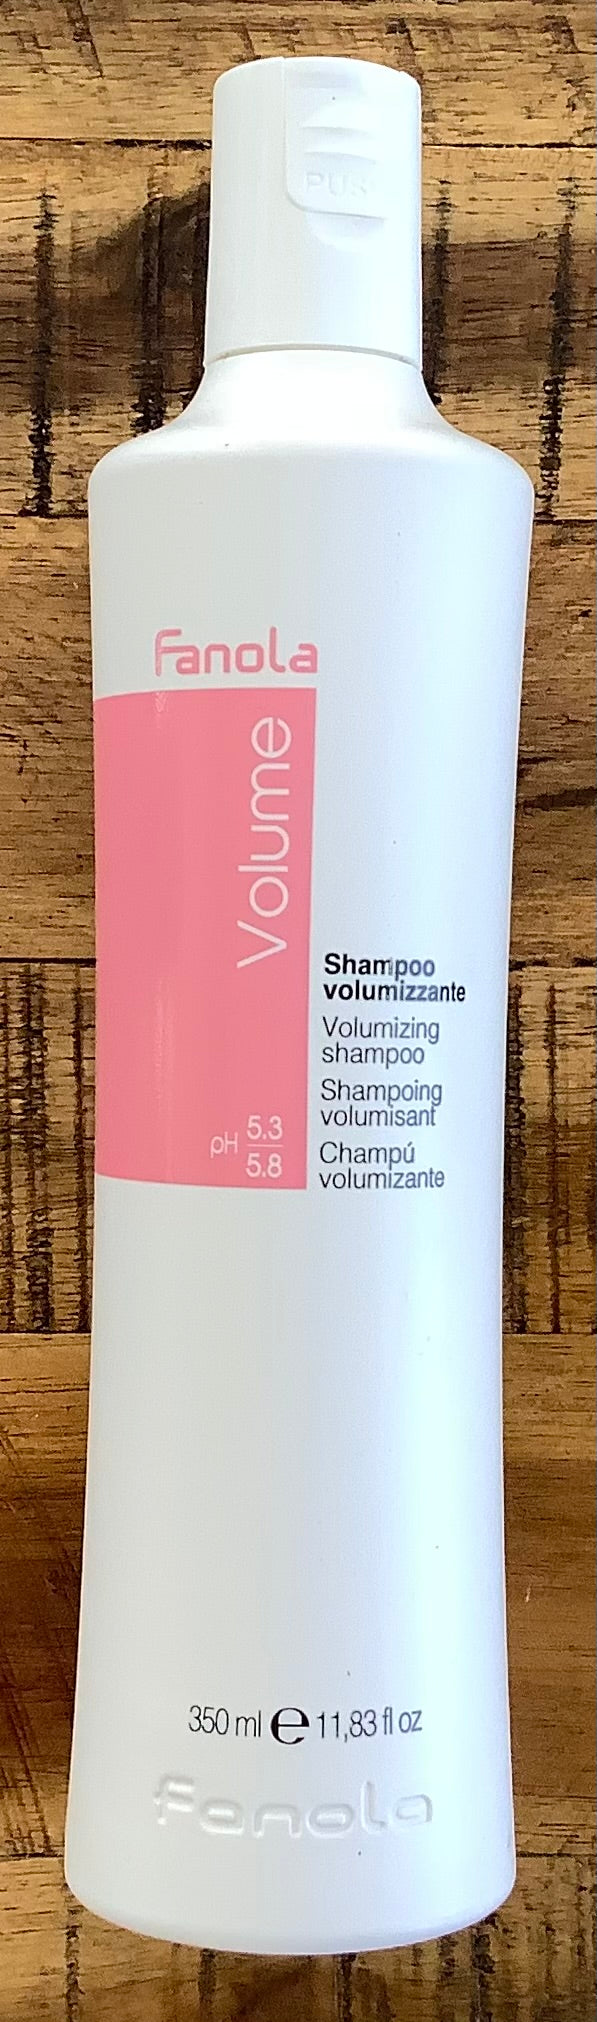 PUSH
Fanola
Volume
Shampoo
volumizzante
Volumizing
shampoo
Shampoing
volumisant
Champú
volumizante
pH 5.3
5.8
350 ml e 11,83 fl oz
fanola